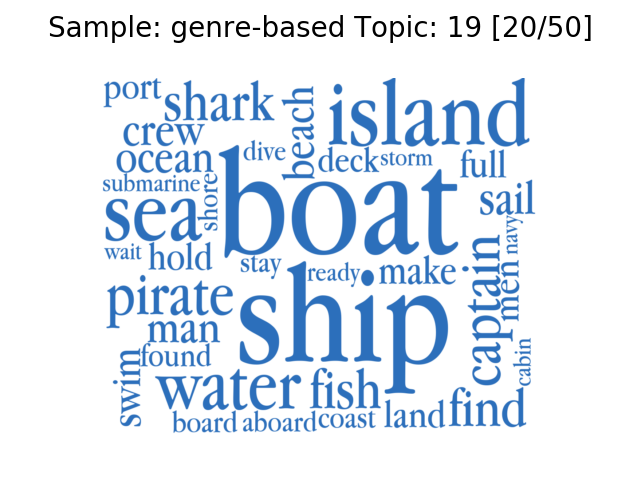 Sample: genre-based Topic: 19 [20/50]
port shark beach island
crew
ocean dive deck storm full
submarine shore boat sail
sea
wait hold stay ready make captain men navy
pirate ship
man
found cabin
swim water fish find
board aboard coast land